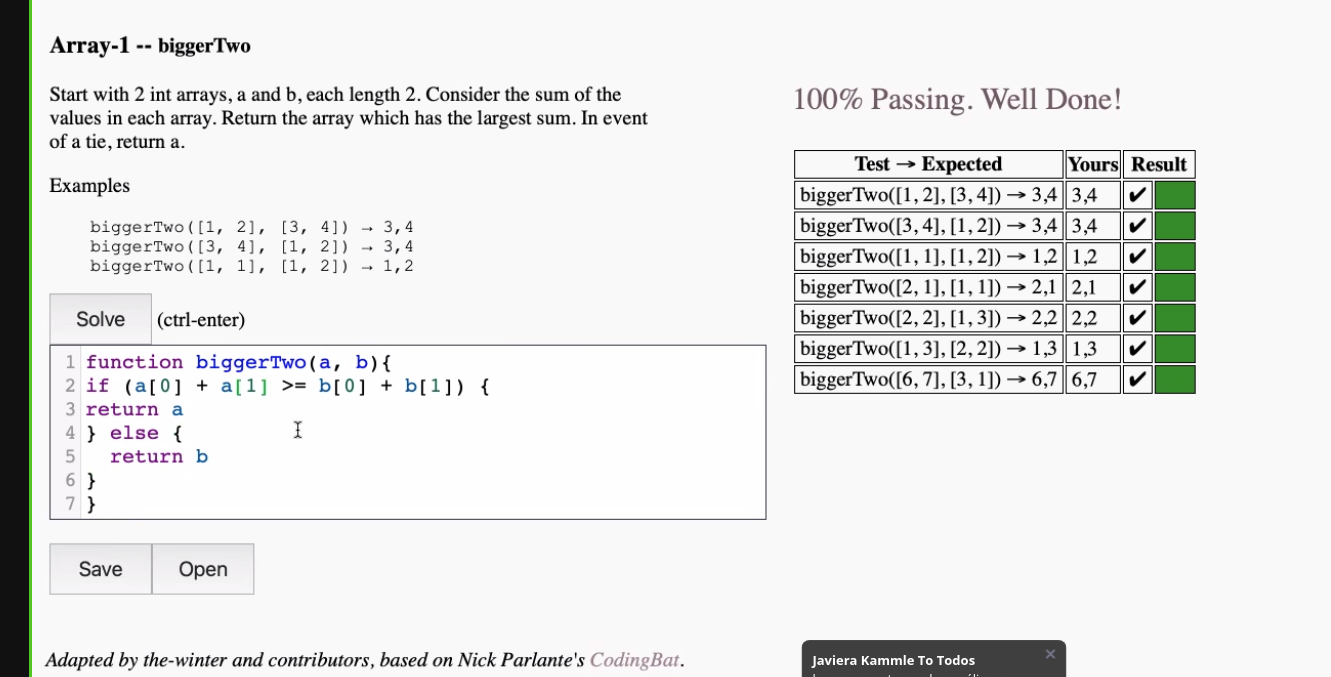 Array-1 -- biggerTwo
Start with 2 int arrays, a and b, each length 2. Consider the sum of the
values in each array. Return the array which has the largest sum. In event
of a tie, return a.
Examples
biggerTwo([1, 2], [3, 4]) → 3,4
biggerTwo([3, 4], [1, 2]) → 3,4
biggerTwo([1, 1], [1, 2]) → 1,2
Solve (ctrl-enter)
1 function biggerTwo(a, b){
2 if (a[0] + a[1] >= b[0] + b[1]) {
3 return a
4 } else {
5   return b
6 }
7 }
Save Open
Adapted by the-winter and contributors, based on Nick Parlante's CodingBat.
100% Passing. Well Done!
Test → Expected Yours Result
biggerTwo([1, 2], [3, 4]) → 3,4 3,4 ✔
biggerTwo([3, 4], [1, 2]) → 3,4 3,4 ✔
biggerTwo([1, 1], [1, 2]) → 1,2 1,2 ✔
biggerTwo([2, 1], [1, 1]) → 2,1 2,1 ✔
biggerTwo([2, 2], [1, 3]) → 2,2 2,2 ✔
biggerTwo([1, 3], [2, 2]) → 1,3 1,3 ✔
biggerTwo([6, 7], [3, 1]) → 6,7 6,7 ✔
Javiera Kammle To Todos